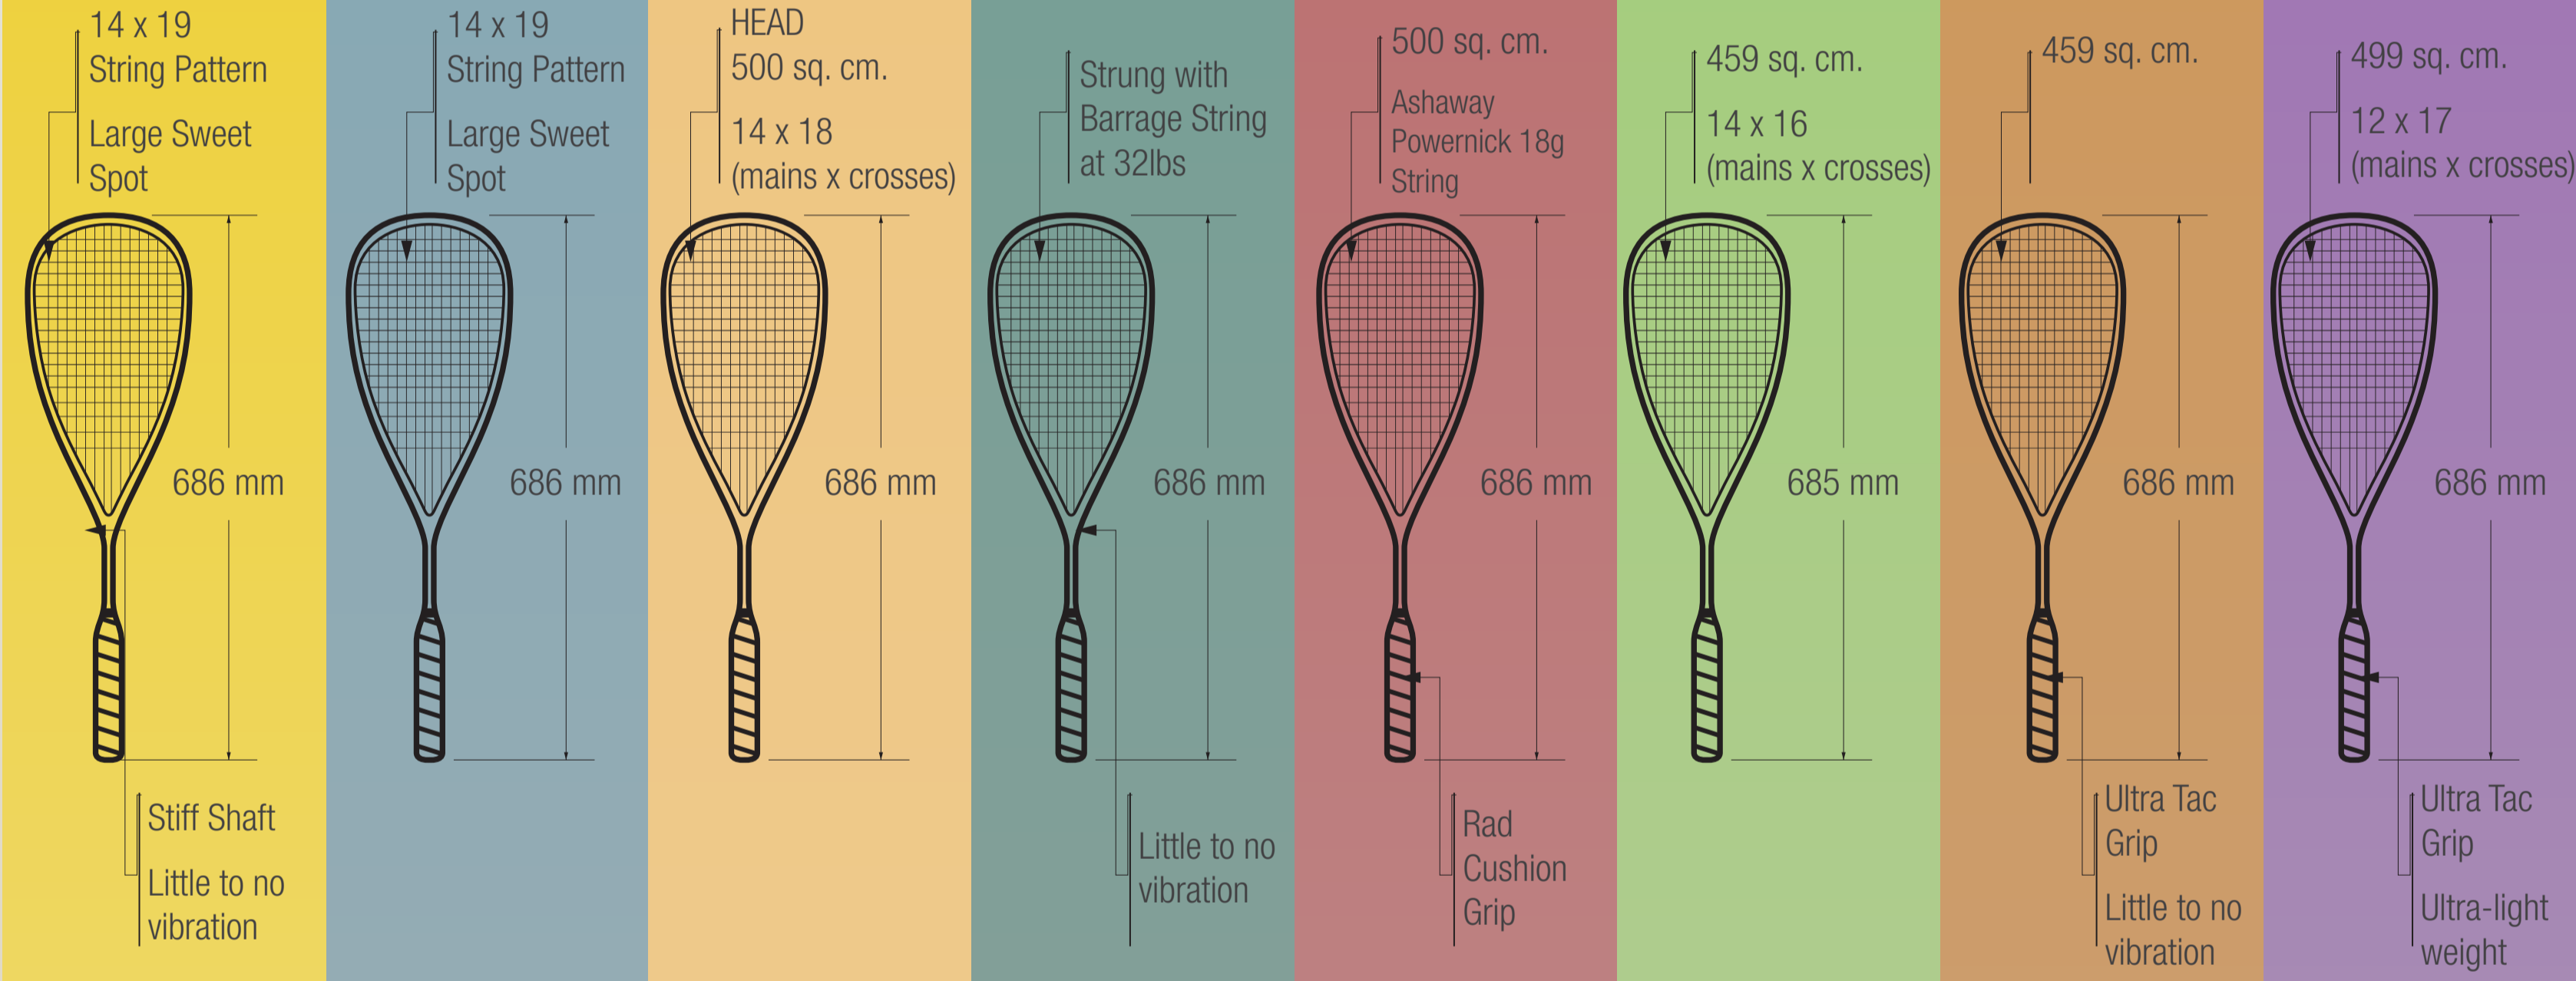 14 x 19
String Pattern
Large Sweet
Spot
686 mm
Stiff Shaft
Little to no
vibration
14 x 19
String Pattern
Large Sweet
Spot
686 mm
HEAD
500 sq. cm.
14 x 18
(mains x crosses)
686 mm
Strung with
Barrage String
at 32lbs
686 mm
Little to no
vibration
500 sq. cm.
Ashaway
Powernick 18g
String
686 mm
Rad
Cushion
Grip
459 sq. cm.
14 x 16
(mains x crosses)
685 mm
459 sq. cm.
686 mm
Ultra Tac
Grip
Little to no
vibration
499 sq. cm.
12 x 17
(mains x crosses)
686 mm
Ultra Tac
Grip
Ultra-light
weight